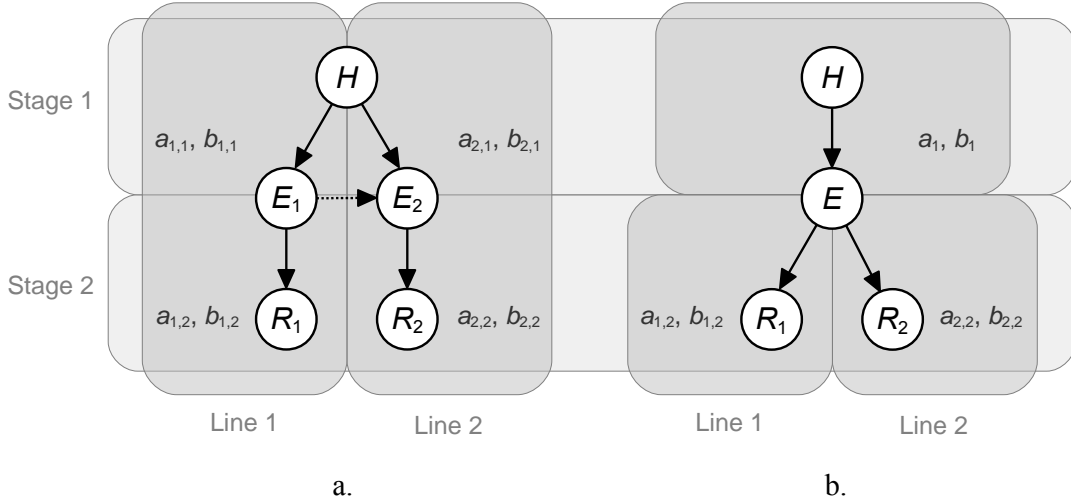 H H
Stage 1
a1,1, b1,1 a2,1, b2,1 a1, b1
E1 E2 E
Stage 2
a1,2, b1,2 R1 R2 a2,2, b2,2 a1,2, b1,2 R1 R2 a2,2, b2,2
Line 1 Line 2 Line 1 Line 2
a. b.